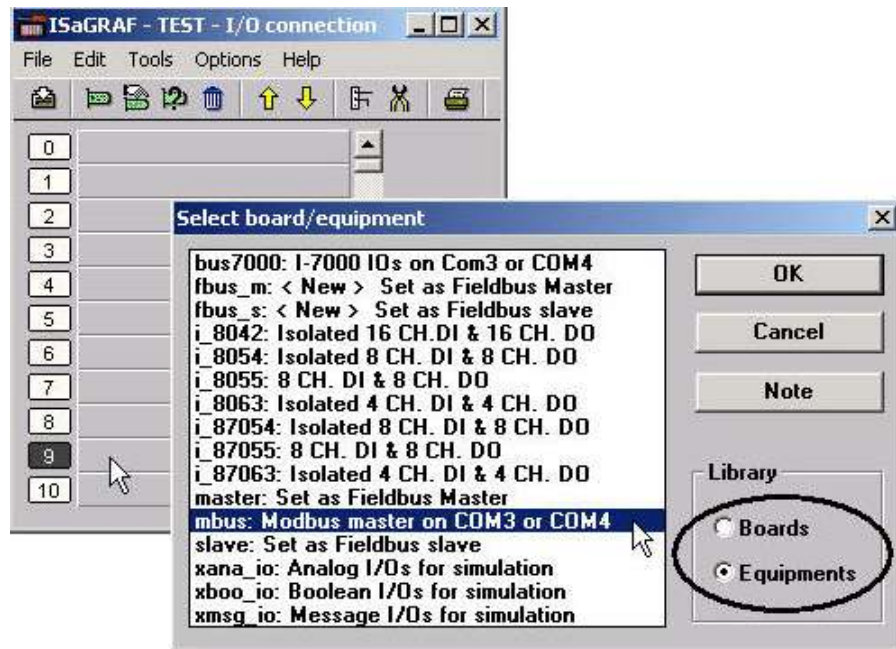 ISaGRAF - TEST - I/O connection
File Edit Tools Options Help
0
1
2
3
4
5
6
7
8
9
10
Select board/equipment
bus7000: I-7000 IOs on Com3 or COM4
fbus_m: < New > Set as Fieldbus Master
fbus_s: < New > Set as Fieldbus slave
i_8042: Isolated 16 CH.DI & 16 CH. DO
i_8054: Isolated 8 CH. DI & 8 CH. DO
i_8055: 8 CH. DI & 8 CH. DO
i_8063: Isolated 4 CH. DI & 4 CH. DO
i_87054: Isolated 8 CH. DI & 8 CH. DO
i_87055: 8 CH. DI & 8 CH. DO
i_87063: Isolated 4 CH. DI & 4 CH. DO
master: Set as Fieldbus Master
mbus: Modbus master on COM3 or COM4
slave: Set as Fieldbus slave
xana_io: Analog I/Os for simulation
xboo_io: Boolean I/Os for simulation
xmsg_io: Message I/Os for simulation
OK
Cancel
Note
Library
Boards
Equipments